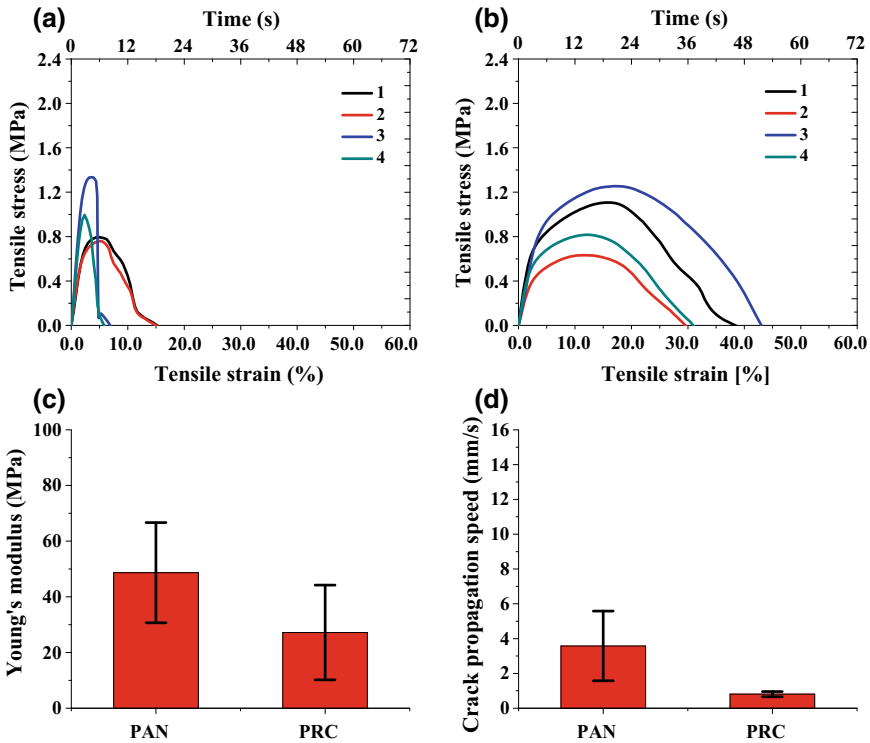 (a)
Time (s)
0 12 24 36 48 60 72
2.4
2.0
1.6
1.2
0.8
0.4
0.0
Tensile stress (MPa)
1
2
3
4
0.0 10.0 20.0 30.0 40.0 50.0 60.0
Tensile strain (%)
(b)
Time (s)
0 12 24 36 48 60 72
2.4
2.0
1.6
1.2
0.8
0.4
0.0
Tensile stress (MPa)
1
2
3
4
0.0 10.0 20.0 30.0 40.0 50.0 60.0
Tensile strain [%]
(c)
100
80
60
40
20
0
Young's modulus (MPa)
PAN PRC
(d)
16
14
12
10
8
6
4
2
0
Crack propagation speed (mm/s)
PAN PRC